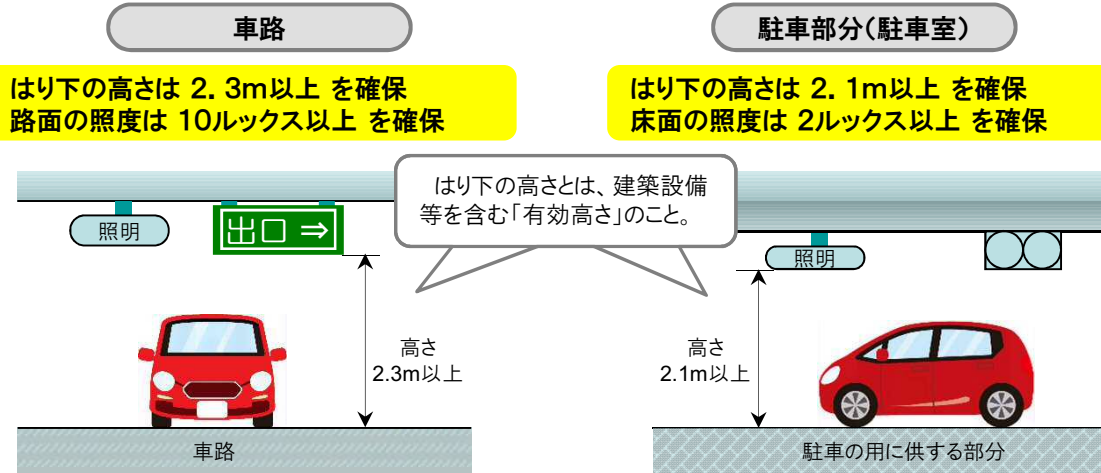 車路
はり下の高さは 2.3m以上 を確保
路面の照度は 10ルックス以上 を確保
駐車部分(駐車室)
はり下の高さは 2.1m以上 を確保
床面の照度は 2ルックス以上 を確保
はり下の高さとは、建築設備
等を含む「有効高さ」のこと。
照明
出口 ⇒
高さ
2.3m以上
車路
照明
高さ
2.1m以上
駐車の用に供する部分